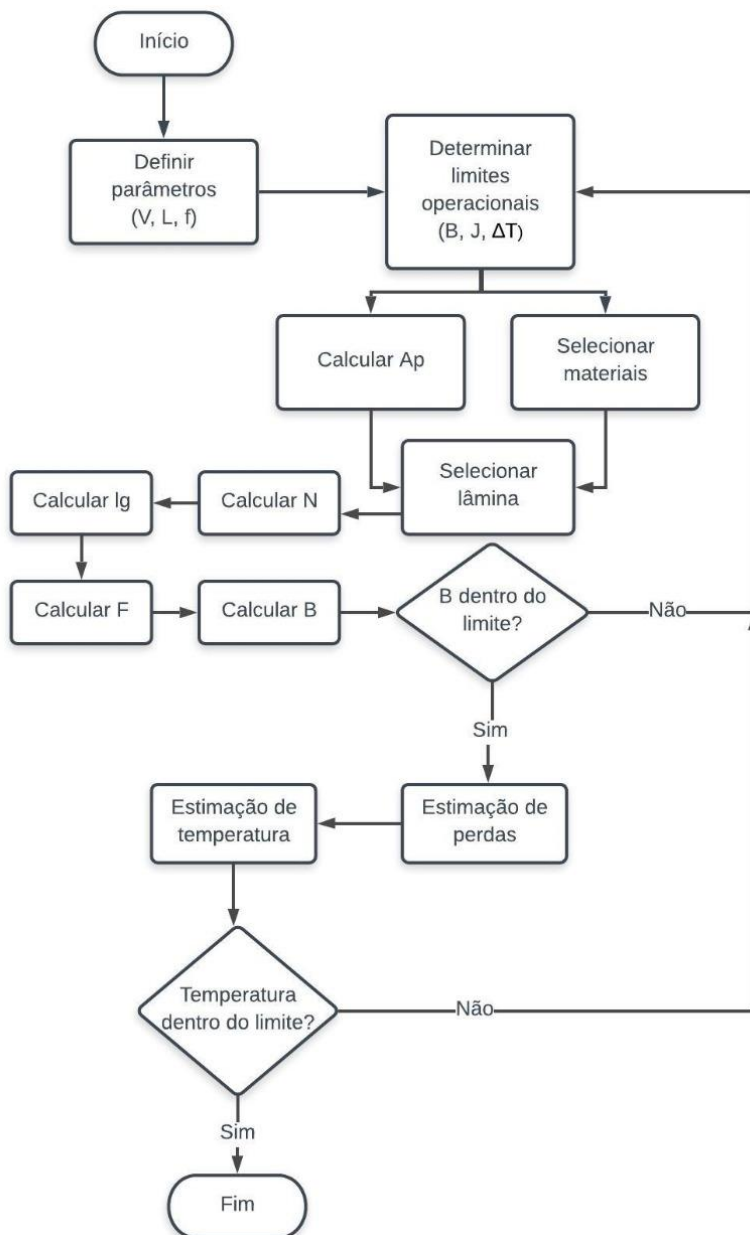 Início
Definir
parâmetros
(V, L, f)
Determinar
limites
operacionais
(B, J, ΔT)
Calcular Ap
Selecionar
materiais
Selecionar
lâmina
Calcular N
Calcular lg
Calcular F
Calcular B
B dentro do
limite?
Não
Sim
Estimação de
perdas
Estimação de
temperatura
Temperatura
dentro do limite?
Não
Sim
Fim